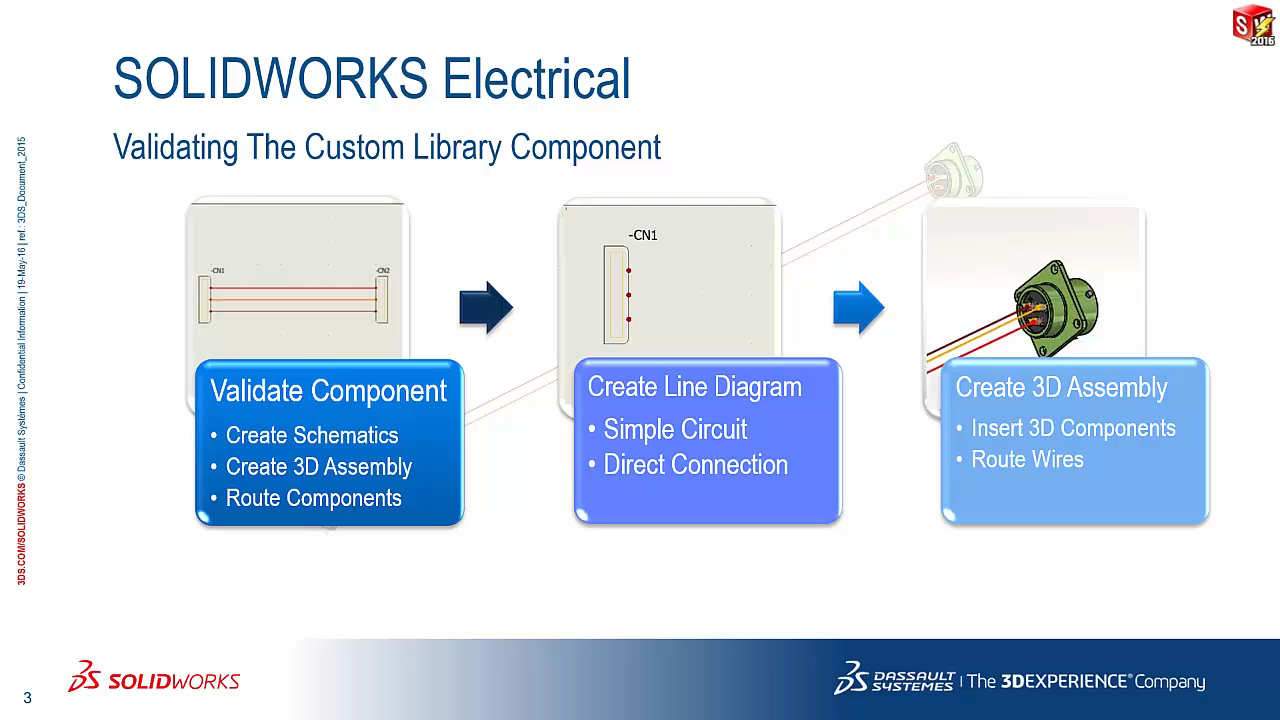 SW
2016
SOLIDWORKS Electrical
Validating The Custom Library Component
-CN1
-CN2
-CN1
Validate Component
• Create Schematics
• Create 3D Assembly
• Route Components
Create Line Diagram
• Simple Circuit
• Direct Connection
Create 3D Assembly
• Insert 3D Components
• Route Wires
3DS.COM/SOLIDWORKS © Dassault Systèmes | Confidential Information | 19-May-16 | ref.: 3DS_Document_2015
3
SOLIDWORKS
DASSAULT SYSTEMES | The 3DEXPERIENCE® Company